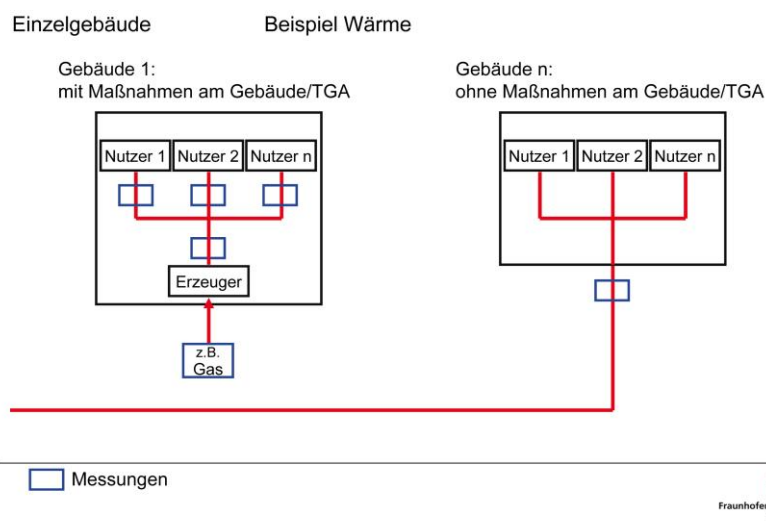 Einzelgebäude Beispiel Wärme
Gebäude 1:
mit Maßnahmen am Gebäude/TGA
Nutzer 1 Nutzer 2 Nutzer n
Erzeuger
z.B.
Gas
Gebäude n:
ohne Maßnahmen am Gebäude/TGA
Nutzer 1 Nutzer 2 Nutzer n
Messungen
Fraunhofer